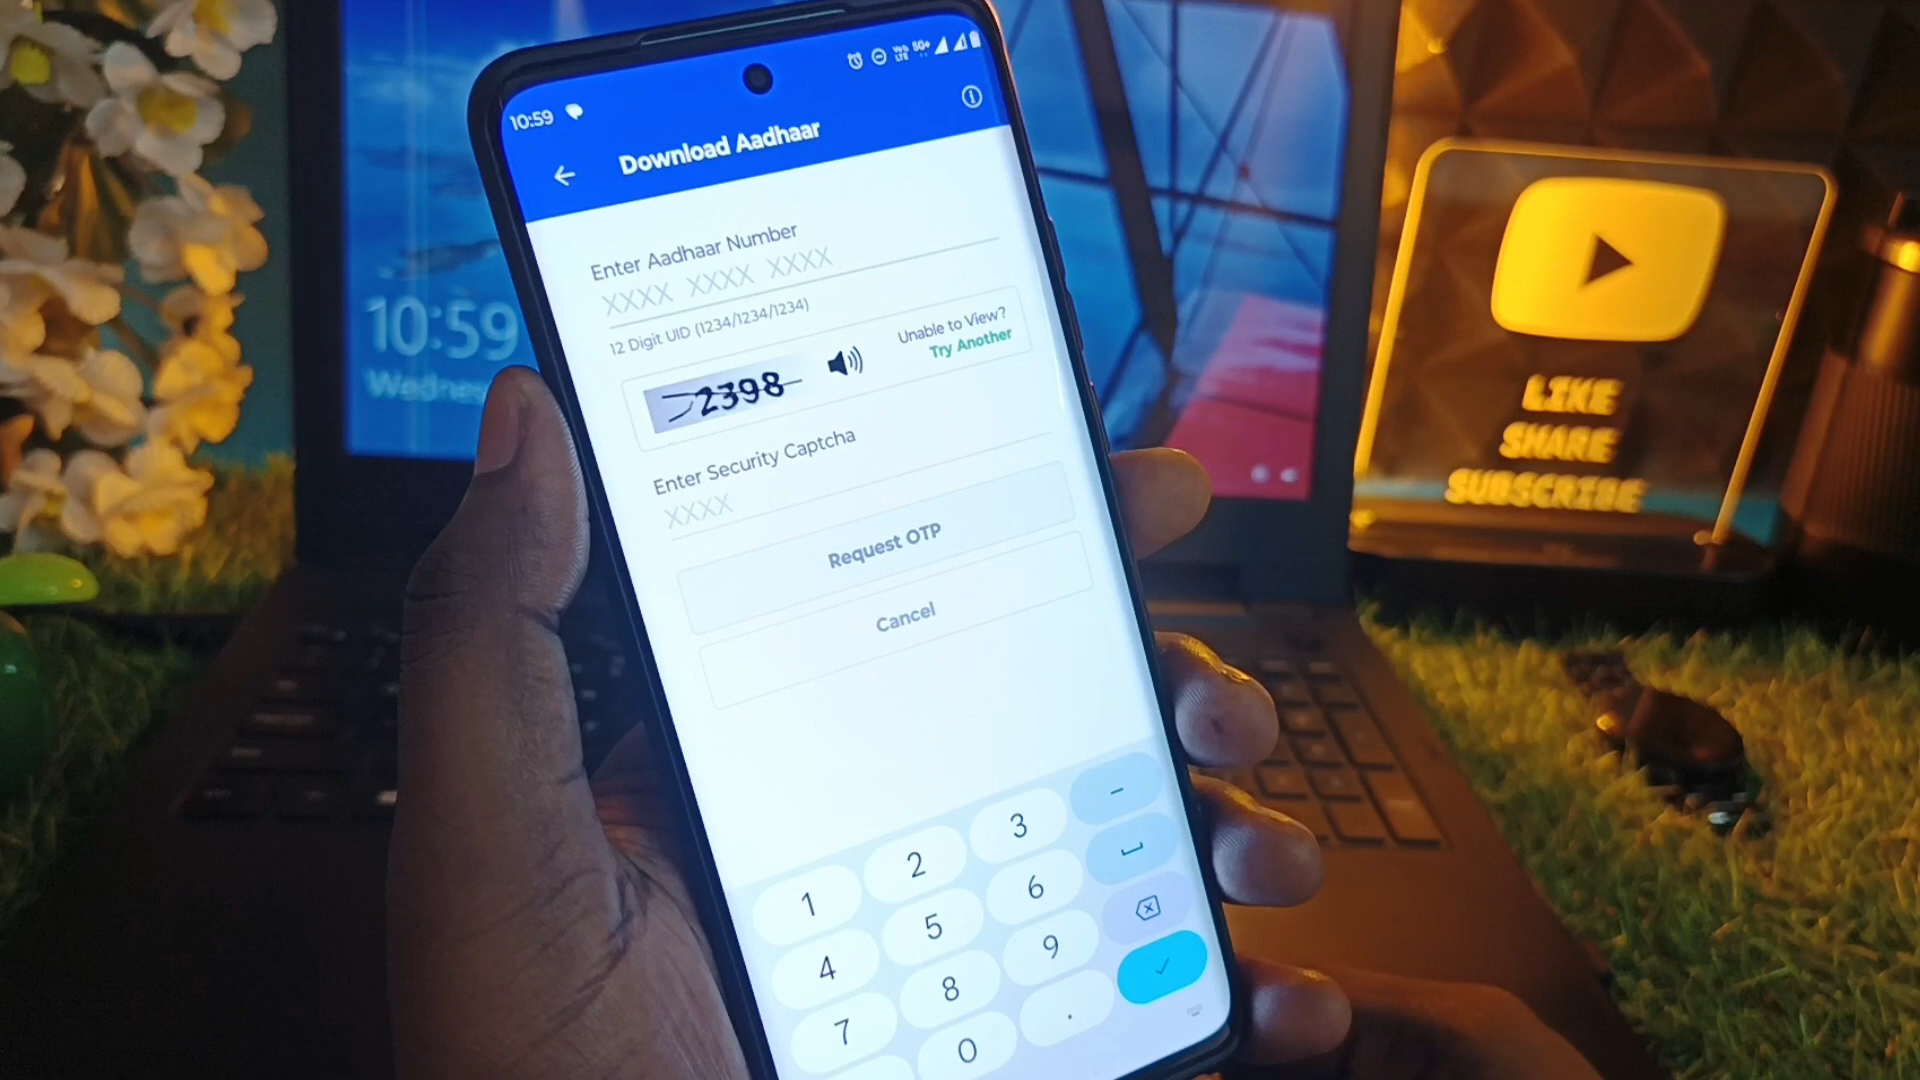 10:59
VoLTE 5G+
Download Aadhaar
Enter Aadhaar Number
XXXX XXXX XXXX
12 Digit UID (1234/1234/1234)
2398
Unable to View?
Try Another
Enter Security Captcha
XXXX
Request OTP
Cancel
1 2 3 -
4 5 6
7 8 9
0 .
10:59
LIKE
SHARE
SUBSCRIBE